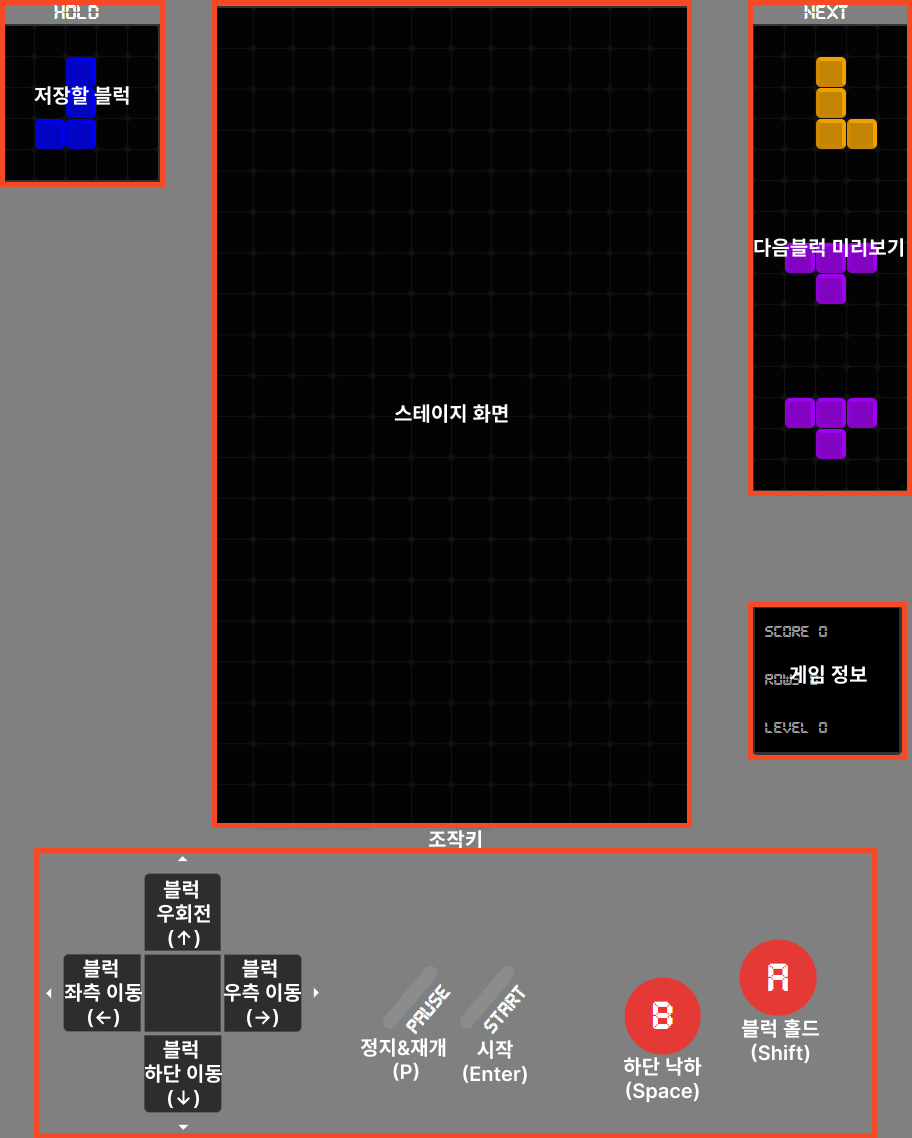 HOLD
저장할 블럭
NEXT
다음블럭 미리보기
스테이지 화면
SCORE 0
ROWS
게임 정보
LEVEL 0
조작키
블럭
우회전
(↑)
블럭
좌측 이동
(←)
블럭
우측 이동
(→)
블럭
하단 이동
(↓)
PAUSE
정지&재개
(P)
START
시작
(Enter)
B
하단 낙하
(Space)
A
블럭 홀드
(Shift)